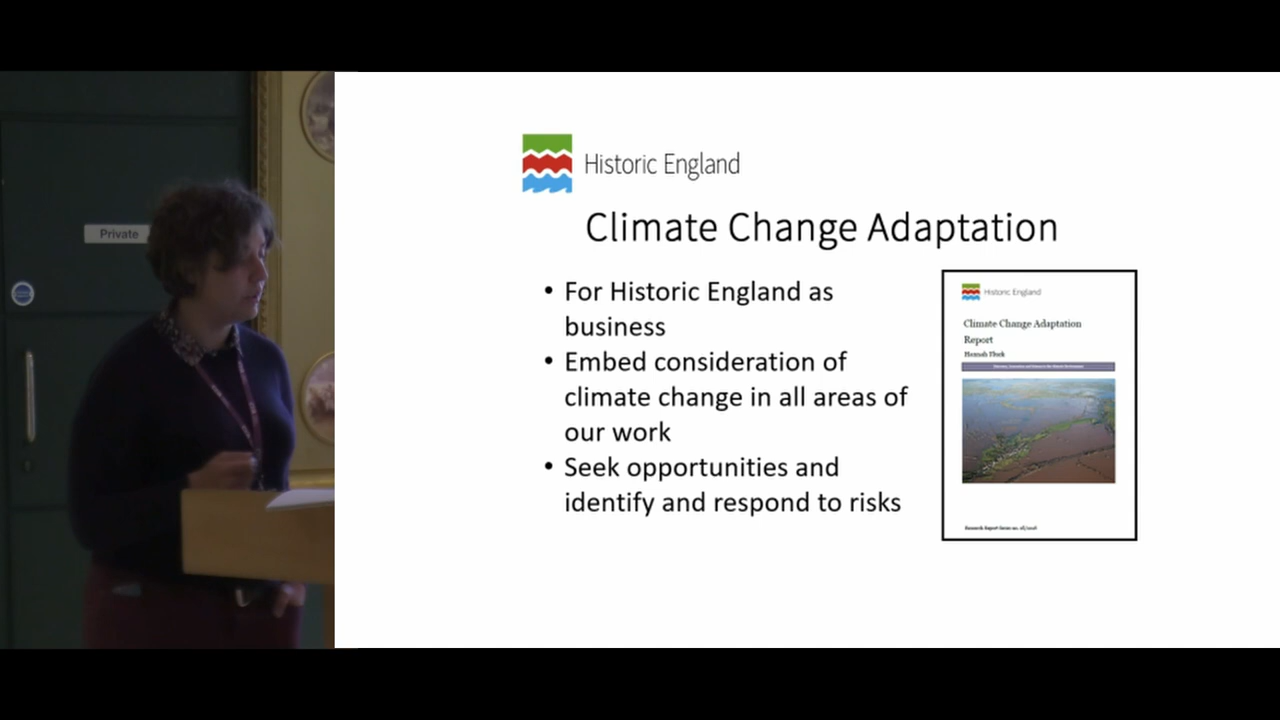 Private
Historic England
Climate Change Adaptation
• For Historic England as
business
• Embed consideration of
climate change in all areas of
our work
• Seek opportunities and
identify and respond to risks
Historic England
Climate Change Adaptation
Report